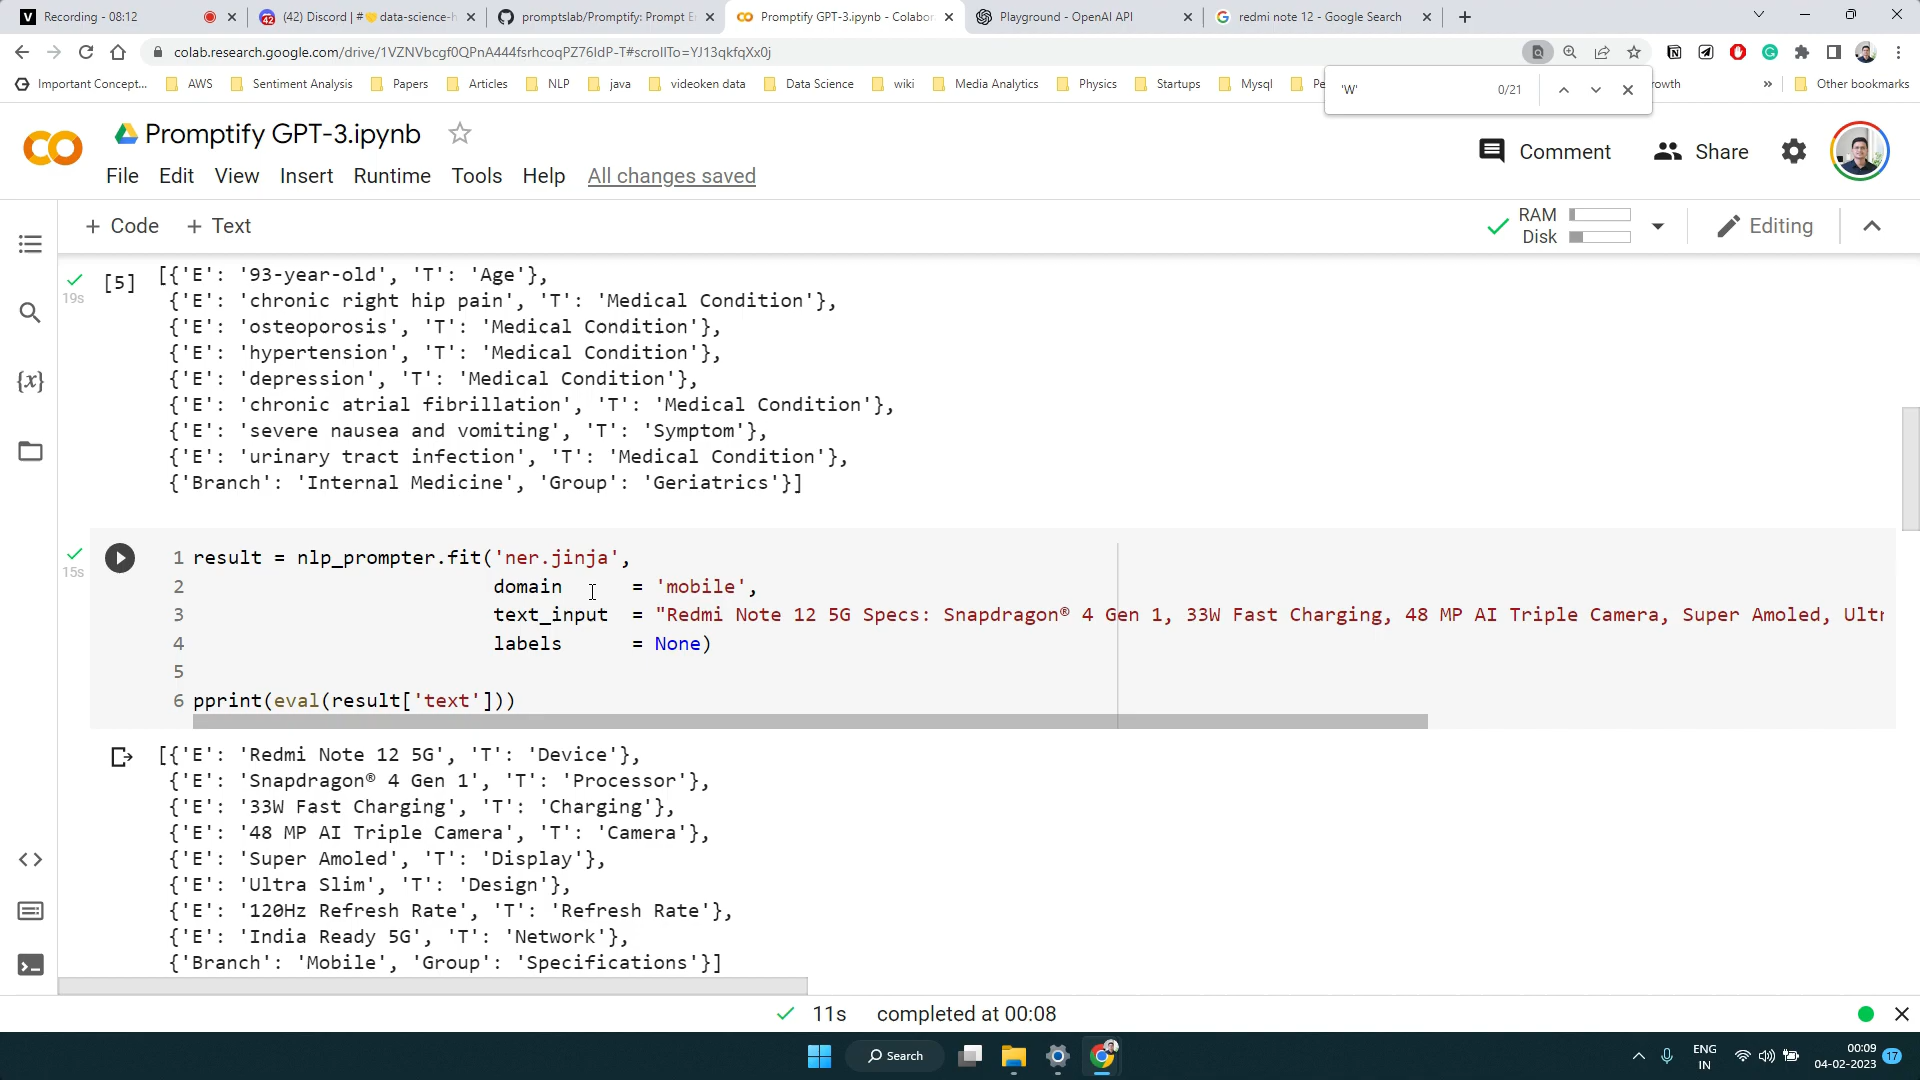 Recording - 08:12
(42) Discord | #🤝data-science-h
promptslab/Promptify: Prompt E
Promptify GPT-3.ipynb - Colabor
Playground - OpenAI API
redmi note 12 - Google Search
colab.research.google.com/drive/1VZNVbcgf0QPnA444fsrhcoqPZ76IdP-T#scrollTo=YJ13qkfqXx0j
Important Concept...
AWS
Sentiment Analysis
Papers
Articles
NLP
java
videoken data
Data Science
wiki
Media Analytics
Physics
Startups
Mysql
Pe
rowth
»
Other bookmarks
'W'
0/21
Promptify GPT-3.ipynb
Comment
Share
File Edit View Insert Runtime Tools Help All changes saved
+ Code + Text
RAM
Disk
Editing
19s
[5]
[{'E': '93-year-old', 'T': 'Age'},
{'E': 'chronic right hip pain', 'T': 'Medical Condition'},
{'E': 'osteoporosis', 'T': 'Medical Condition'},
{'E': 'hypertension', 'T': 'Medical Condition'},
{'E': 'depression', 'T': 'Medical Condition'},
{'E': 'chronic atrial fibrillation', 'T': 'Medical Condition'},
{'E': 'severe nausea and vomiting', 'T': 'Symptom'},
{'E': 'urinary tract infection', 'T': 'Medical Condition'},
{'Branch': 'Internal Medicine', 'Group': 'Geriatrics'}]
15s
1 result = nlp_prompter.fit('ner.jinja',
2 domain = 'mobile',
3 text_input = "Redmi Note 12 5G Specs: Snapdragon® 4 Gen 1, 33W Fast Charging, 48 MP AI Triple Camera, Super Amoled, Ultr
4 labels = None)
5
6 pprint(eval(result['text']))
[{'E': 'Redmi Note 12 5G', 'T': 'Device'},
{'E': 'Snapdragon® 4 Gen 1', 'T': 'Processor'},
{'E': '33W Fast Charging', 'T': 'Charging'},
{'E': '48 MP AI Triple Camera', 'T': 'Camera'},
{'E': 'Super Amoled', 'T': 'Display'},
{'E': 'Ultra Slim', 'T': 'Design'},
{'E': '120Hz Refresh Rate', 'T': 'Refresh Rate'},
{'E': 'India Ready 5G', 'T': 'Network'},
{'Branch': 'Mobile', 'Group': 'Specifications'}]
11s completed at 00:08
Search
ENG
IN
00:09
04-02-2023
17